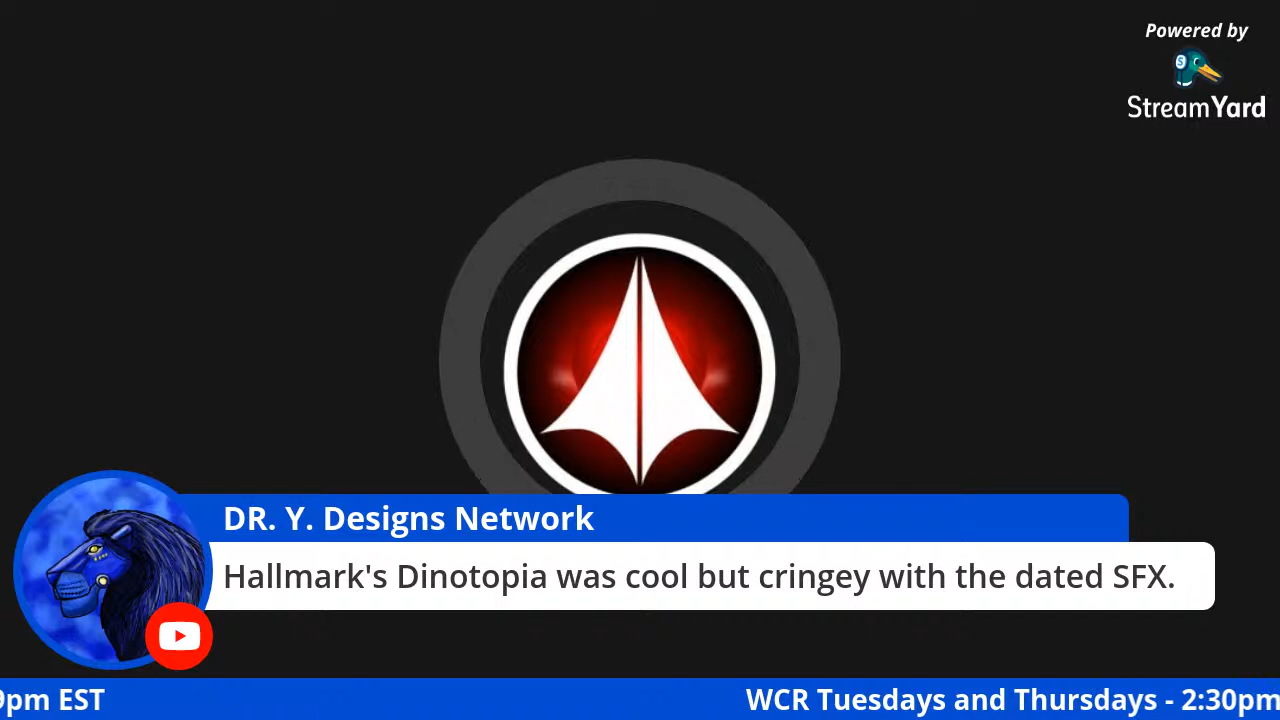 Powered by
StreamYard
DR. Y. Designs Network
Hallmark's Dinotopia was cool but cringey with the dated SFX.
9pm EST WCR Tuesdays and Thursdays - 2:30pm